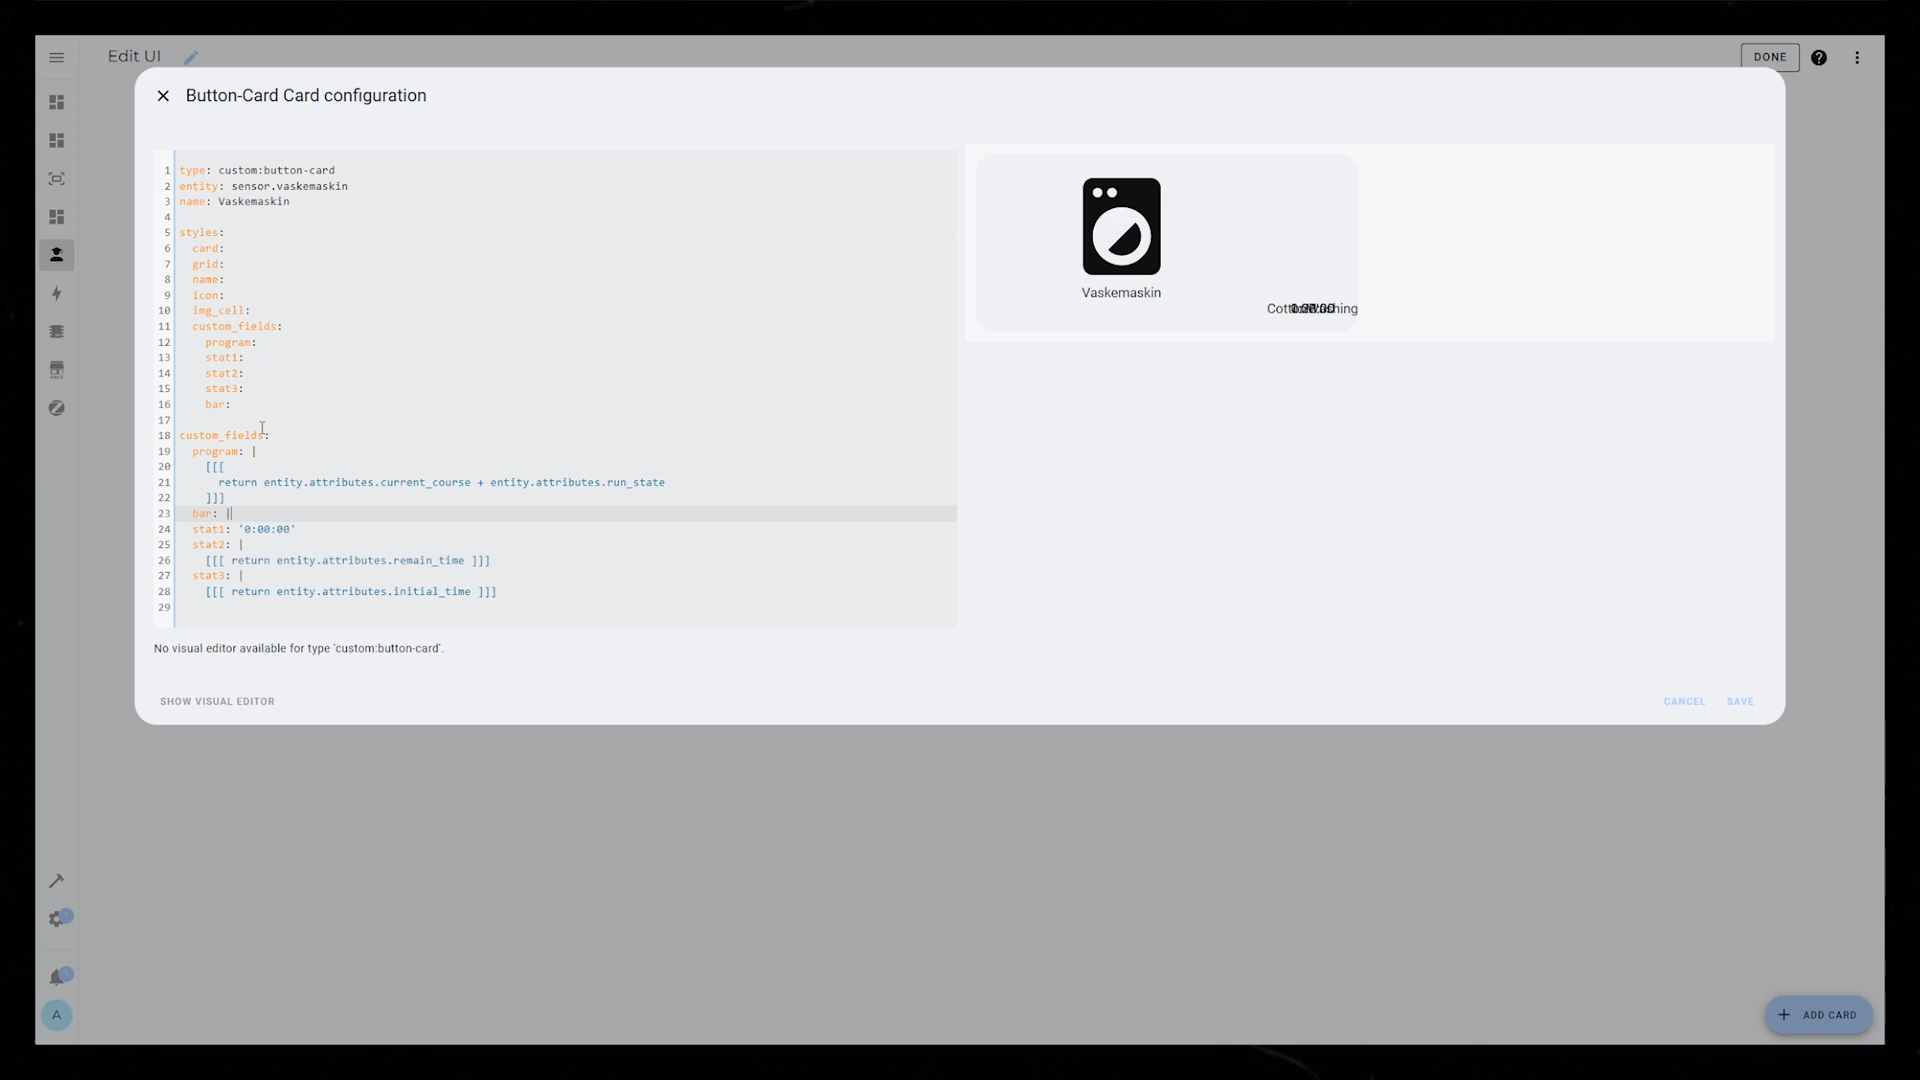 Edit UI
DONE
Button-Card Card configuration
1 type: custom:button-card
2 entity: sensor.vaskemaskin
3 name: Vaskemaskin
4
5 styles:
6   card:
7   grid:
8   name:
9   icon:
10   img_cell:
11   custom_fields:
12     program:
13     stat1:
14     stat2:
15     stat3:
16     bar:
17
18 custom_fields:
19   program: |
20     [[[
21       return entity.attributes.current_course + entity.attributes.run_state
22     ]]]
23   bar: |
24   stat1: '0:00:00'
25   stat2: |
26     [[[ return entity.attributes.remain_time ]]]
27   stat3: |
28     [[[ return entity.attributes.initial_time ]]]
29
Vaskemaskin
No visual editor available for type 'custom:button-card'.
SHOW VISUAL EDITOR
CANCEL
SAVE
A
ADD CARD